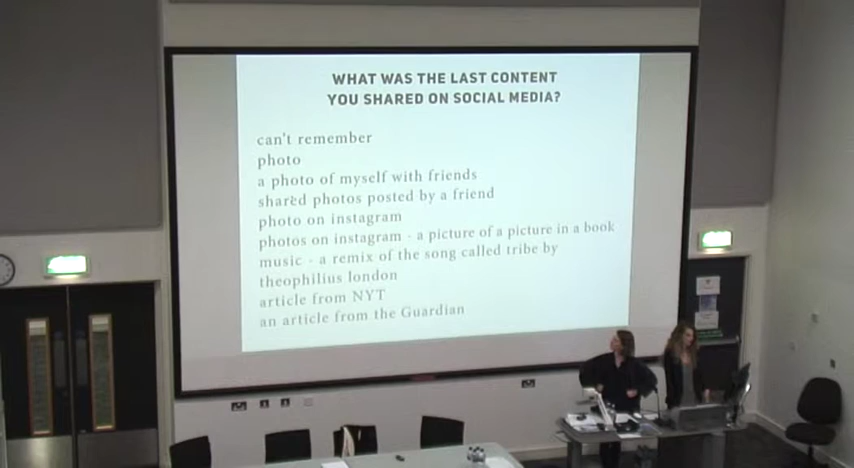 WHAT WAS THE LAST CONTENT
YOU SHARED ON SOCIAL MEDIA?
can't remember
photo
a photo of myself with friends
shared photos posted by a friend
photo on instagram
photos on instagram - a picture of a picture in a book
music - a remix of the song called tribe by
theophilius london
article from NYT
an article from the Guardian